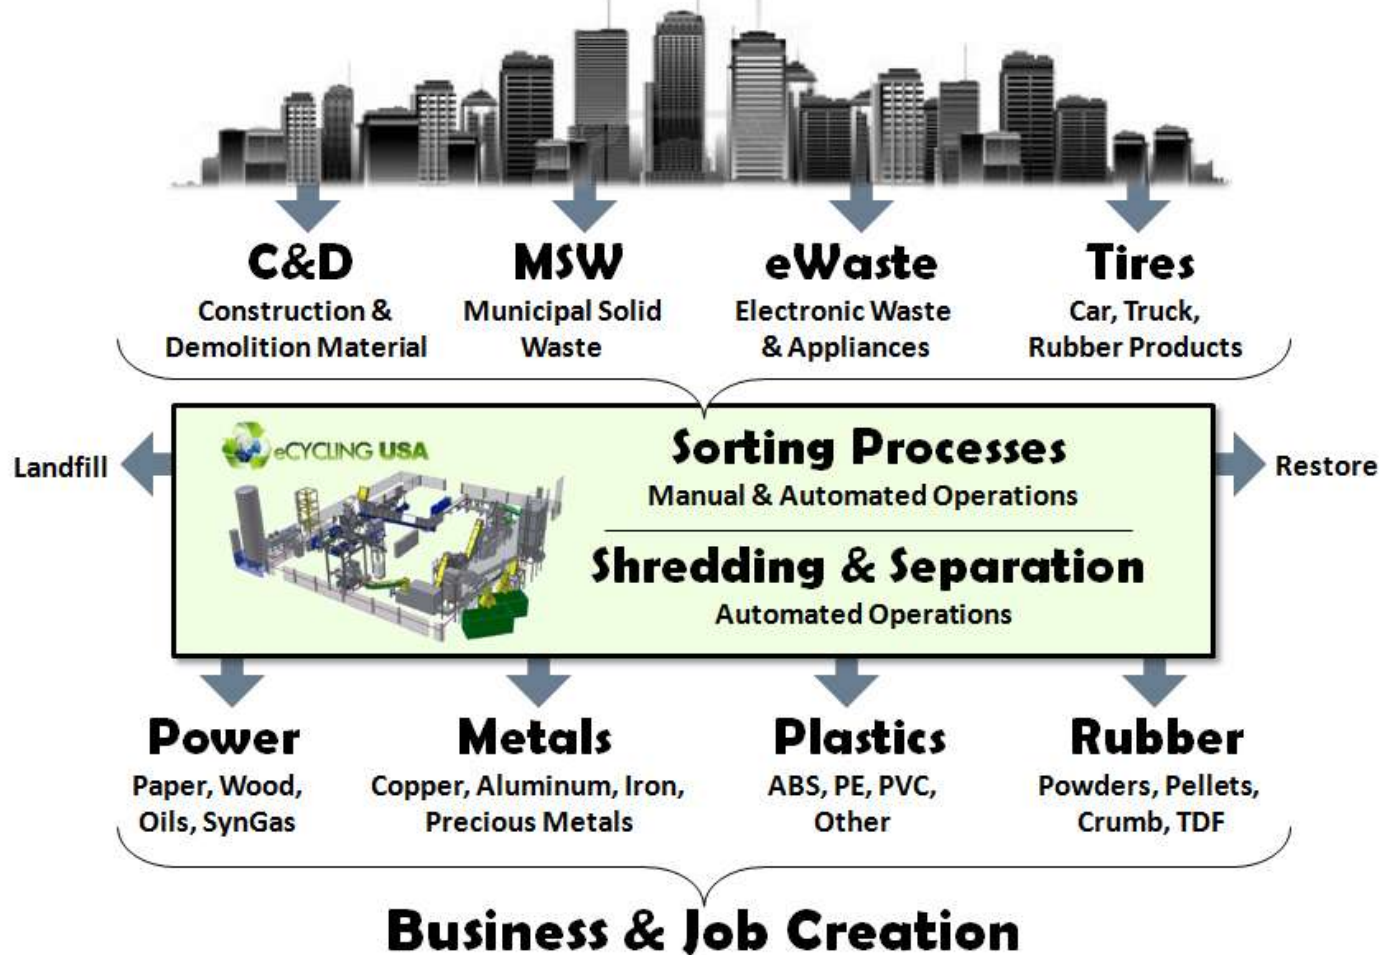 C&D
Construction &
Demolition Material
MSW
Municipal Solid
Waste
eWaste
Electronic Waste
& Appliances
Tires
Car, Truck,
Rubber Products
Landfill
eCYCLING USA
Sorting Processes
Manual & Automated Operations
Shredding & Separation
Automated Operations
Restore
Power
Paper, Wood,
Oils, SynGas
Metals
Copper, Aluminum, Iron,
Precious Metals
Plastics
ABS, PE, PVC,
Other
Rubber
Powders, Pellets,
Crumb, TDF
Business & Job Creation